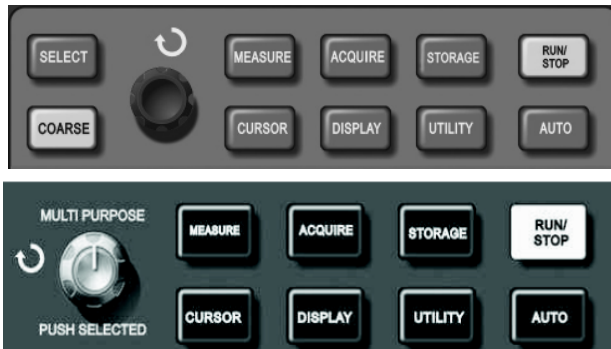 SELECT
MEASURE
ACQUIRE
STORAGE
RUN/
STOP
COARSE
CURSOR
DISPLAY
UTILITY
AUTO
MULTI PURPOSE
MEASURE
ACQUIRE
STORAGE
RUN/
STOP
PUSH SELECTED
CURSOR
DISPLAY
UTILITY
AUTO